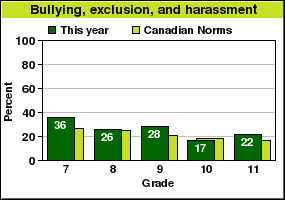 Bullying, exclusion, and harassment
This year Canadian Norms
100
80
60
40
20
0
Percent
36
26
28
17
22
7 8 9 10 11
Grade